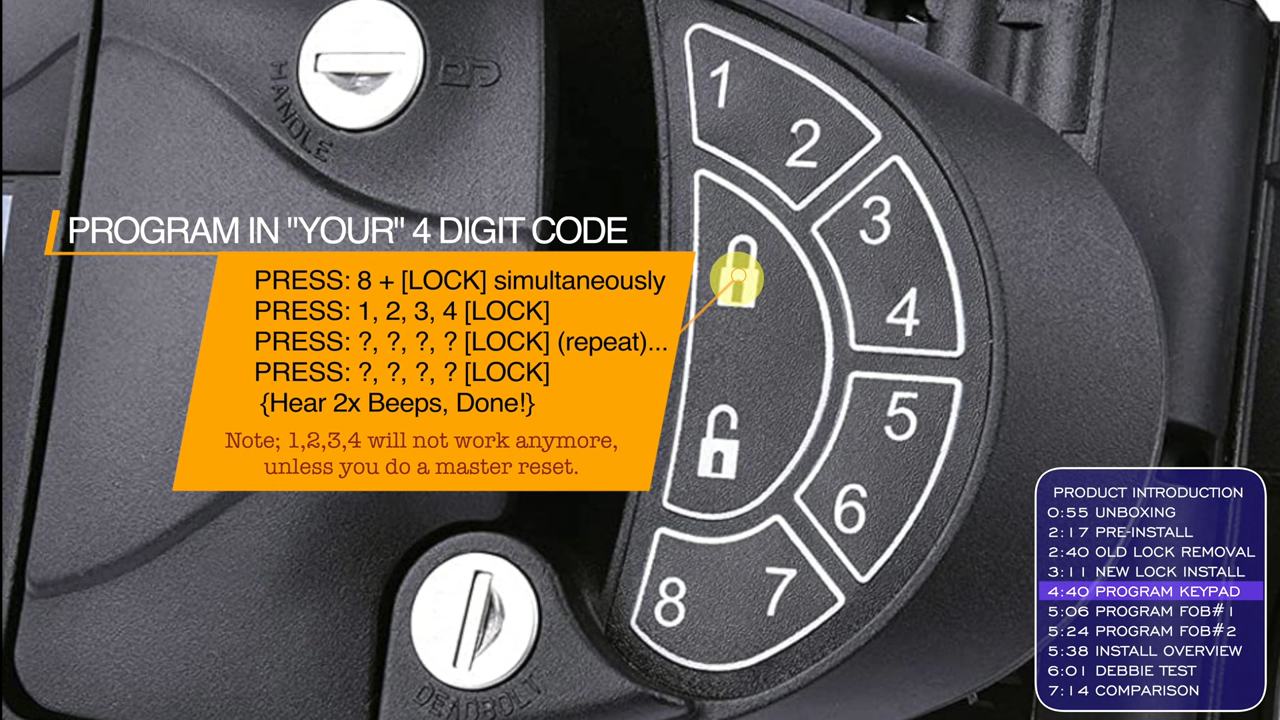 HANDLE
PROGRAM IN "YOUR" 4 DIGIT CODE
PRESS: 8 + [LOCK] simultaneously
PRESS: 1, 2, 3, 4 [LOCK]
PRESS: ?, ?, ?, ? [LOCK] (repeat)...
PRESS: ?, ?, ?, ? [LOCK]
{Hear 2x Beeps, Done!}
Note; 1,2,3,4 will not work anymore,
unless you do a master reset.
DEADBOLT
1
2
3
4
5
6
7
8
PRODUCT INTRODUCTION
0:55 UNBOXING
2:17 PRE-INSTALL
2:40 OLD LOCK REMOVAL
3:11 NEW LOCK INSTALL
4:40 PROGRAM KEYPAD
5:06 PROGRAM FOB#1
5:24 PROGRAM FOB#2
5:38 INSTALL OVERVIEW
6:01 DEBBIE TEST
7:14 COMPARISON